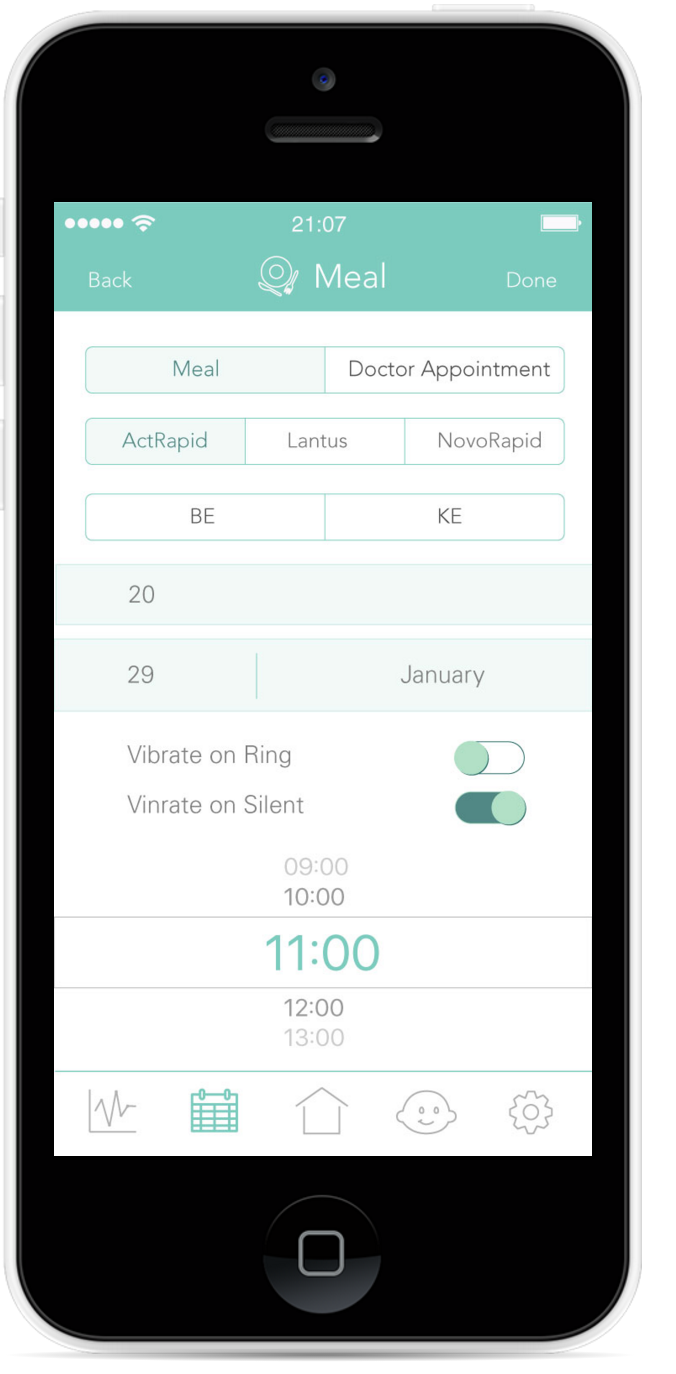 21:07
Back Meal Done
Meal Doctor Appointment
ActRapid Lantus NovoRapid
BE KE
20
29 January
Vibrate on Ring
Vinrate on Silent
09:00
10:00
11:00
12:00
13:00